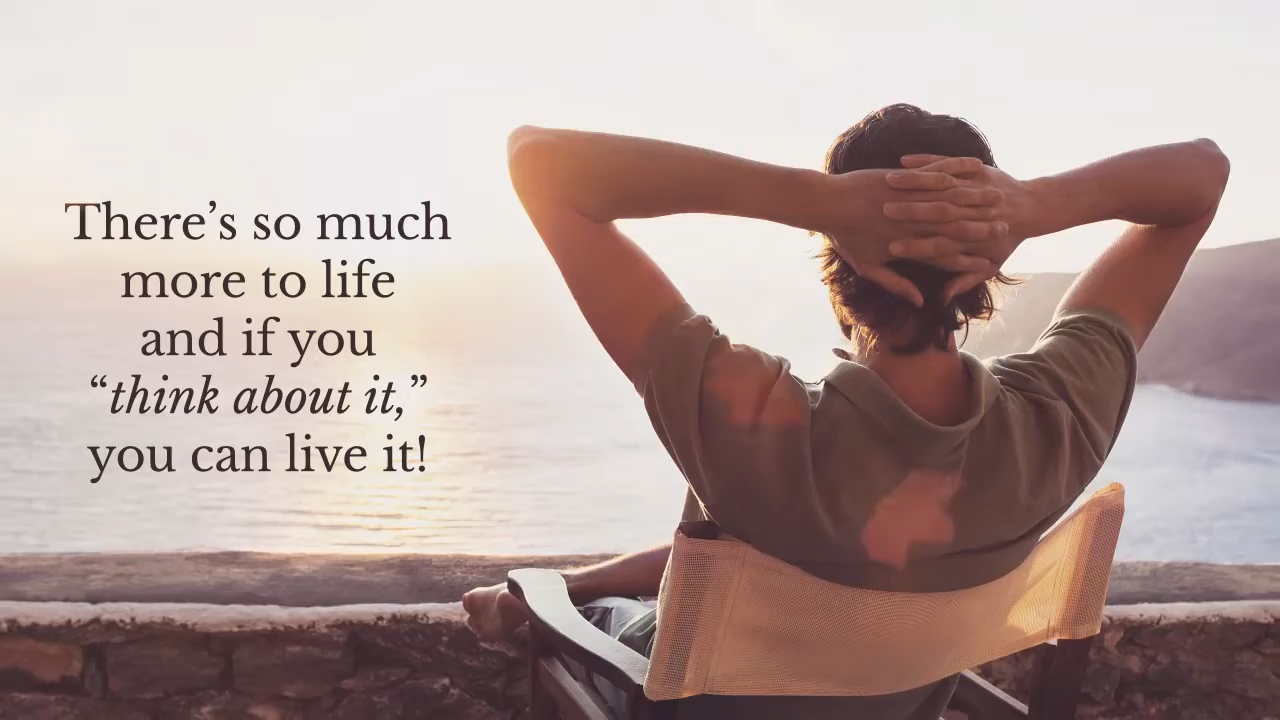 There’s so much
more to life
and if you
“think about it,”
you can live it!